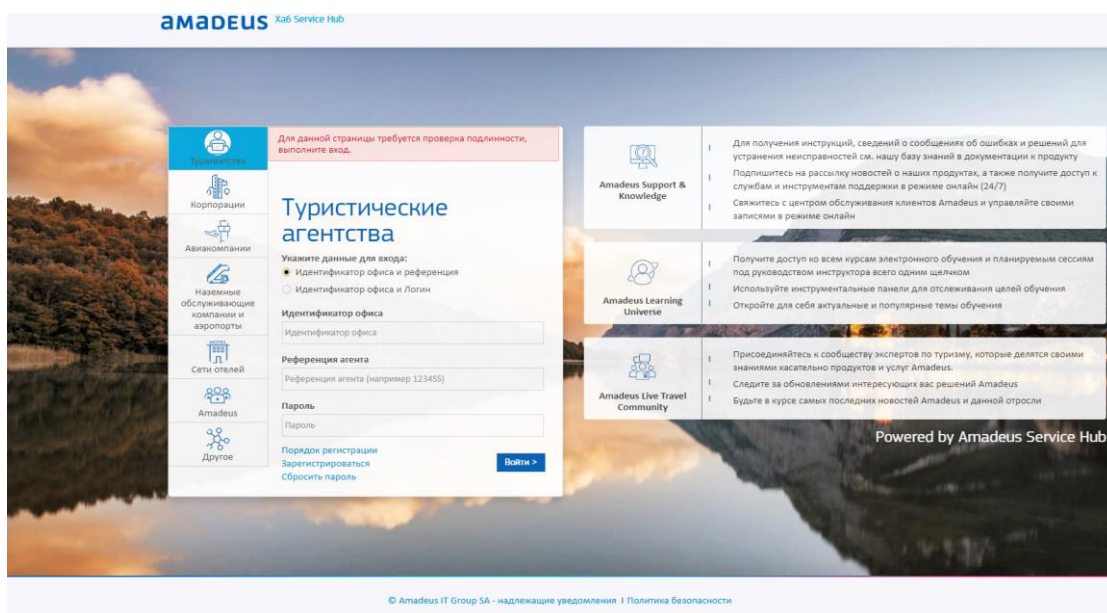 amadeus Хаб Service Hub
Турагентства
Корпорации
Авиакомпании
Наземные
обслуживающие
компании и
аэропорты
Сети отелей
Amadeus
Другое
Для данной страницы требуется проверка подлинности,
выполните вход.
Туристические
агентства
Укажите данные для входа:
Идентификатор офиса и референция
Идентификатор офиса и Логин
Идентификатор офиса
Идентификатор офиса
Референция агента
Референция агента (например 1234SS)
Пароль
Пароль
Порядок регистрации
Зарегистрироваться
Сбросить пароль
Войти >
Amadeus Support &
Knowledge
Для получения инструкций, сведений о сообщениях об ошибках и решений для
устранения неисправностей см. нашу базу знаний в документации к продукту
Подпишитесь на рассылку новостей о наших продуктах, а также получите доступ к
службам и инструментам поддержки в режиме онлайн (24/7)
Свяжитесь с центром обслуживания клиентов Amadeus и управляйте своими
записями в режиме онлайн
Amadeus Learning
Universe
Получите доступ ко всем курсам электронного обучения и планируемым сессиям
под руководством инструктора всего одним щелчком
Используйте инструментальные панели для отслеживания целей обучения
Откройте для себя актуальные и популярные темы обучения
Amadeus Live Travel
Community
Присоединяйтесь к сообществу экспертов по туризму, которые делятся своими
знаниями касательно продуктов и услуг Amadeus.
Следите за обновлениями интересующих вас решений Amadeus
Будьте в курсе самых последних новостей Amadeus и данной отросли
Powered by Amadeus Service Hub
© Amadeus IT Group SA - надлежащие уведомления I Политика безопасности